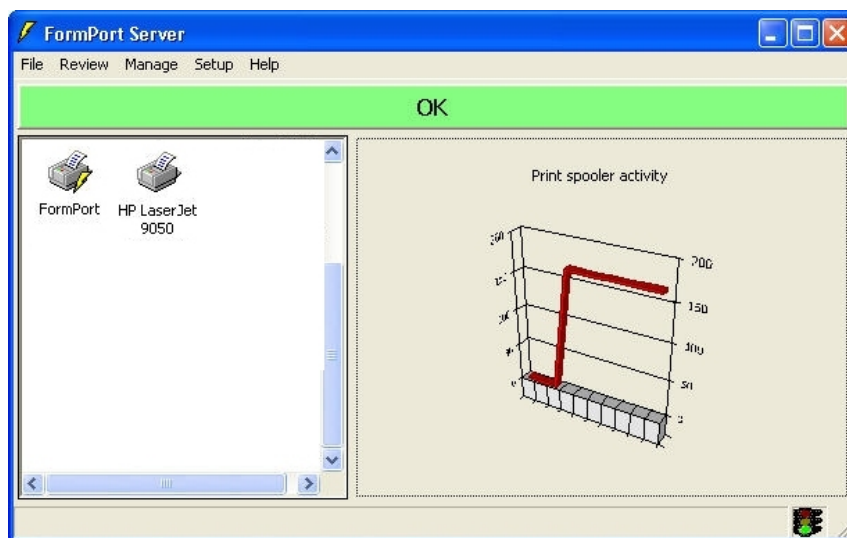 FormPort Server
File Review Manage Setup Help
OK
FormPort
HP LaserJet
9050
Print spooler activity
200
150
100
50
0